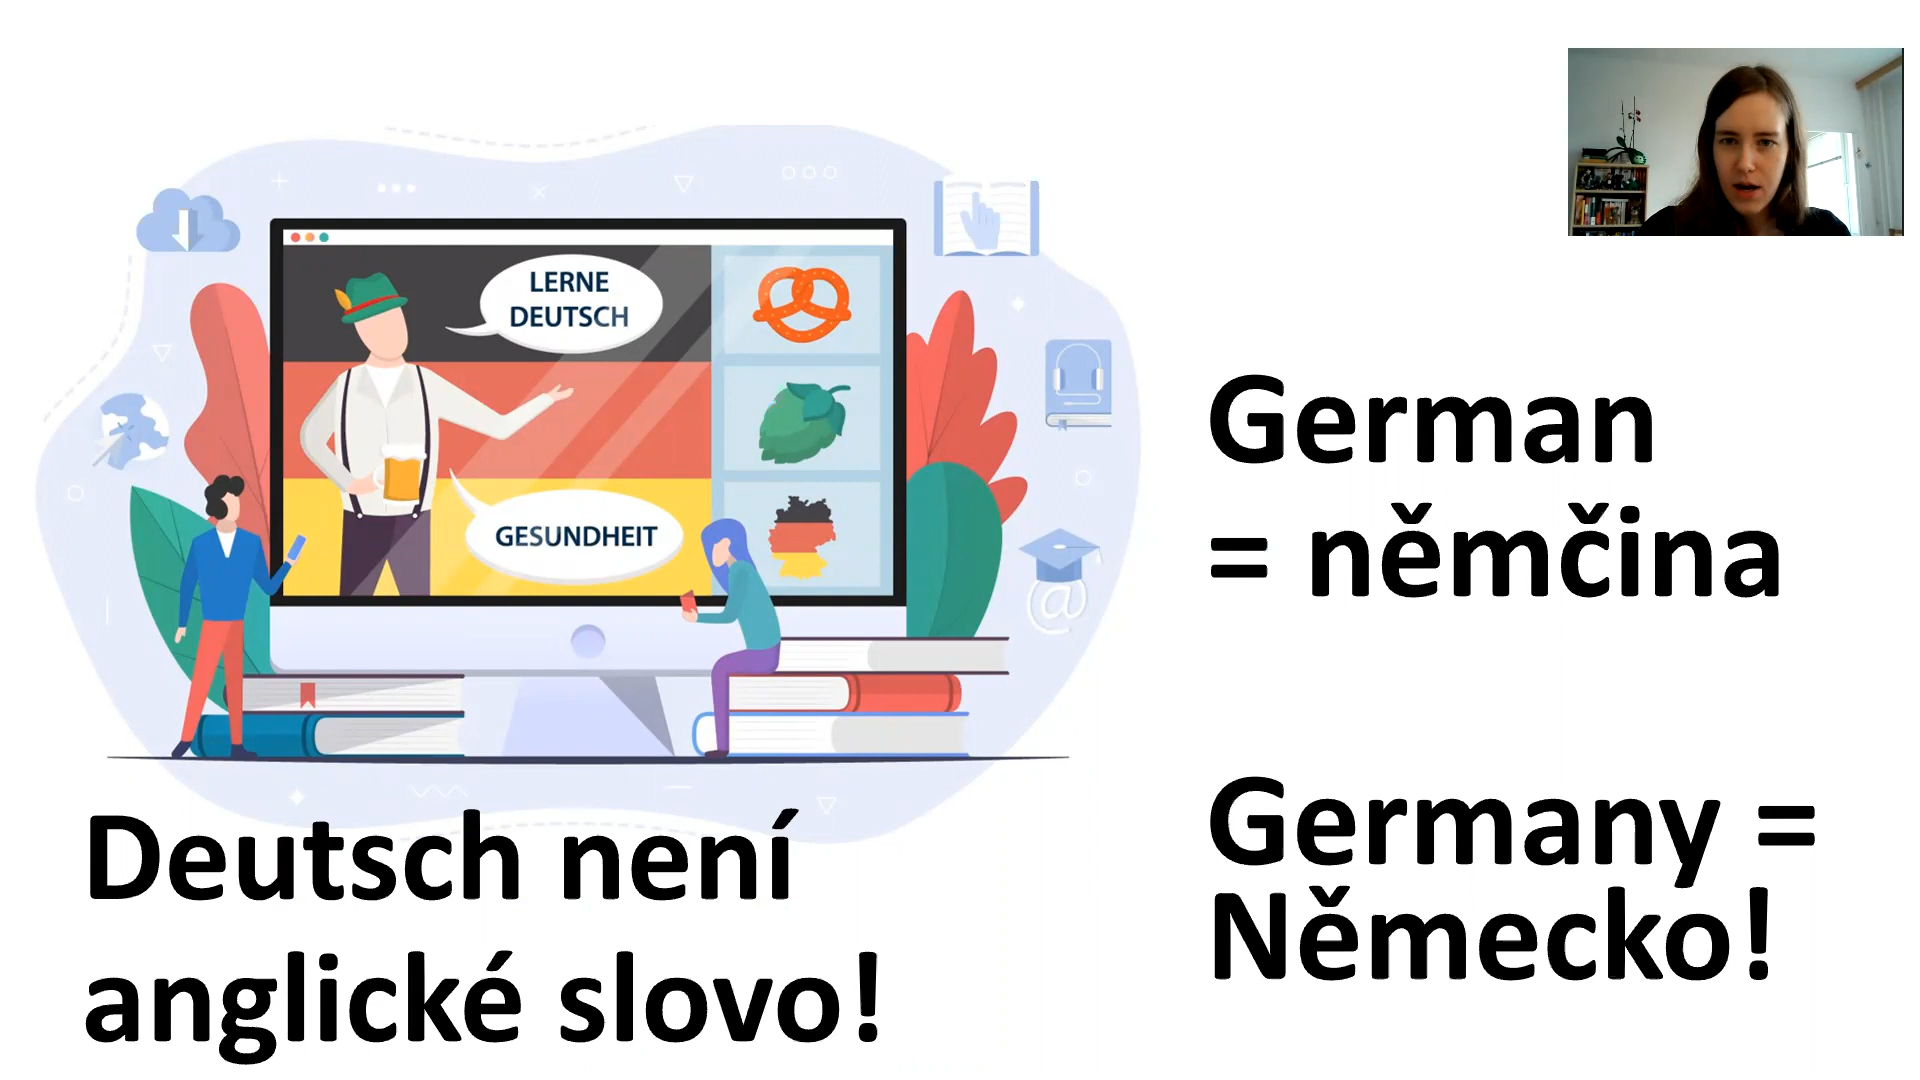 LERNE
DEUTSCH
GESUNDHEIT
@
German
= němčina
Germany =
Německo!
Deutsch není
anglické slovo!